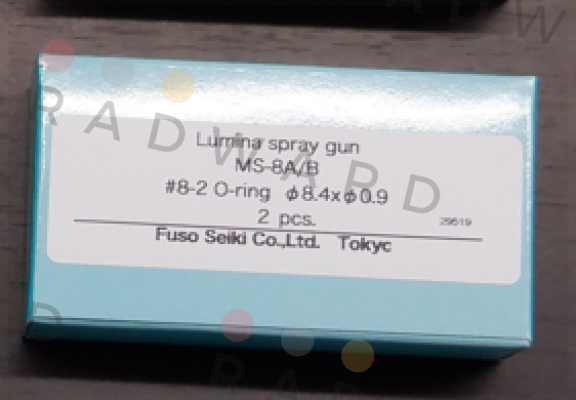 Lumina spray gun
MS-8A/B
#8-2 O-ring φ8.4xφ0.9
2 pcs.
29619
Fuso Seiki Co.,Ltd. Tokyc
RADWARD